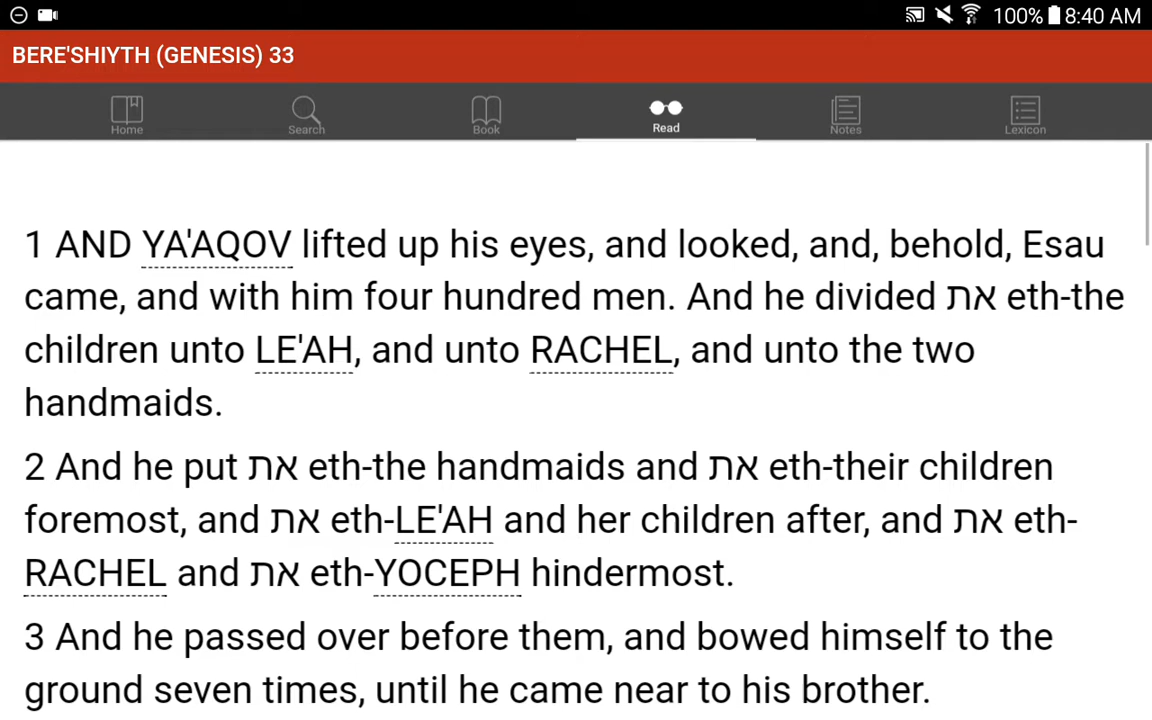 100% 8:40 AM
BERE'SHIYTH (GENESIS) 33
Home Search Book Read Notes Lexicon
1 AND YA'AQOV lifted up his eyes, and looked, and, behold, Esau
came, and with him four hundred men. And he divided את eth-the
children unto LE'AH, and unto RACHEL, and unto the two
handmaids.
2 And he put את eth-the handmaids and את eth-their children
foremost, and את eth-LE'AH and her children after, and את eth-
RACHEL and את eth-YOCEPH hindermost.
3 And he passed over before them, and bowed himself to the
ground seven times, until he came near to his brother.